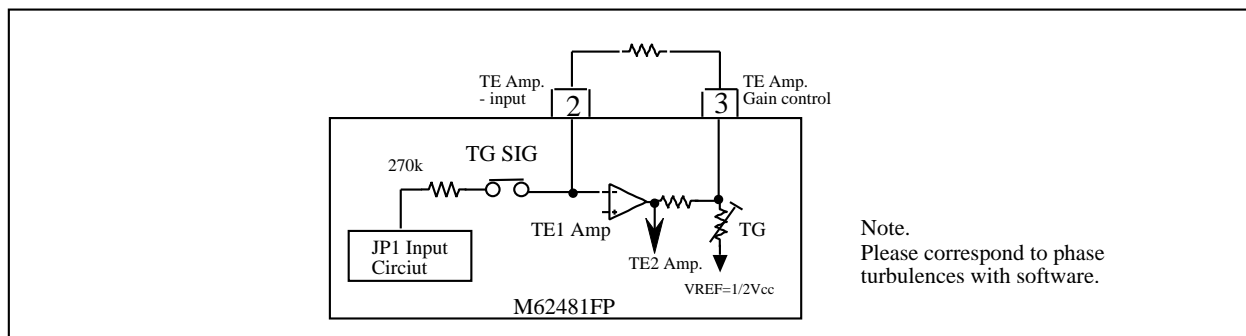 TE Amp.
- input
2
3
TE Amp.
Gain control
270k
TG SIG
-
+
TE1 Amp
TG
JP1 Input
Circiut
TE2 Amp.
VREF=1/2Vcc
M62481FP
Note.
Please correspond to phase
turbulences with software.